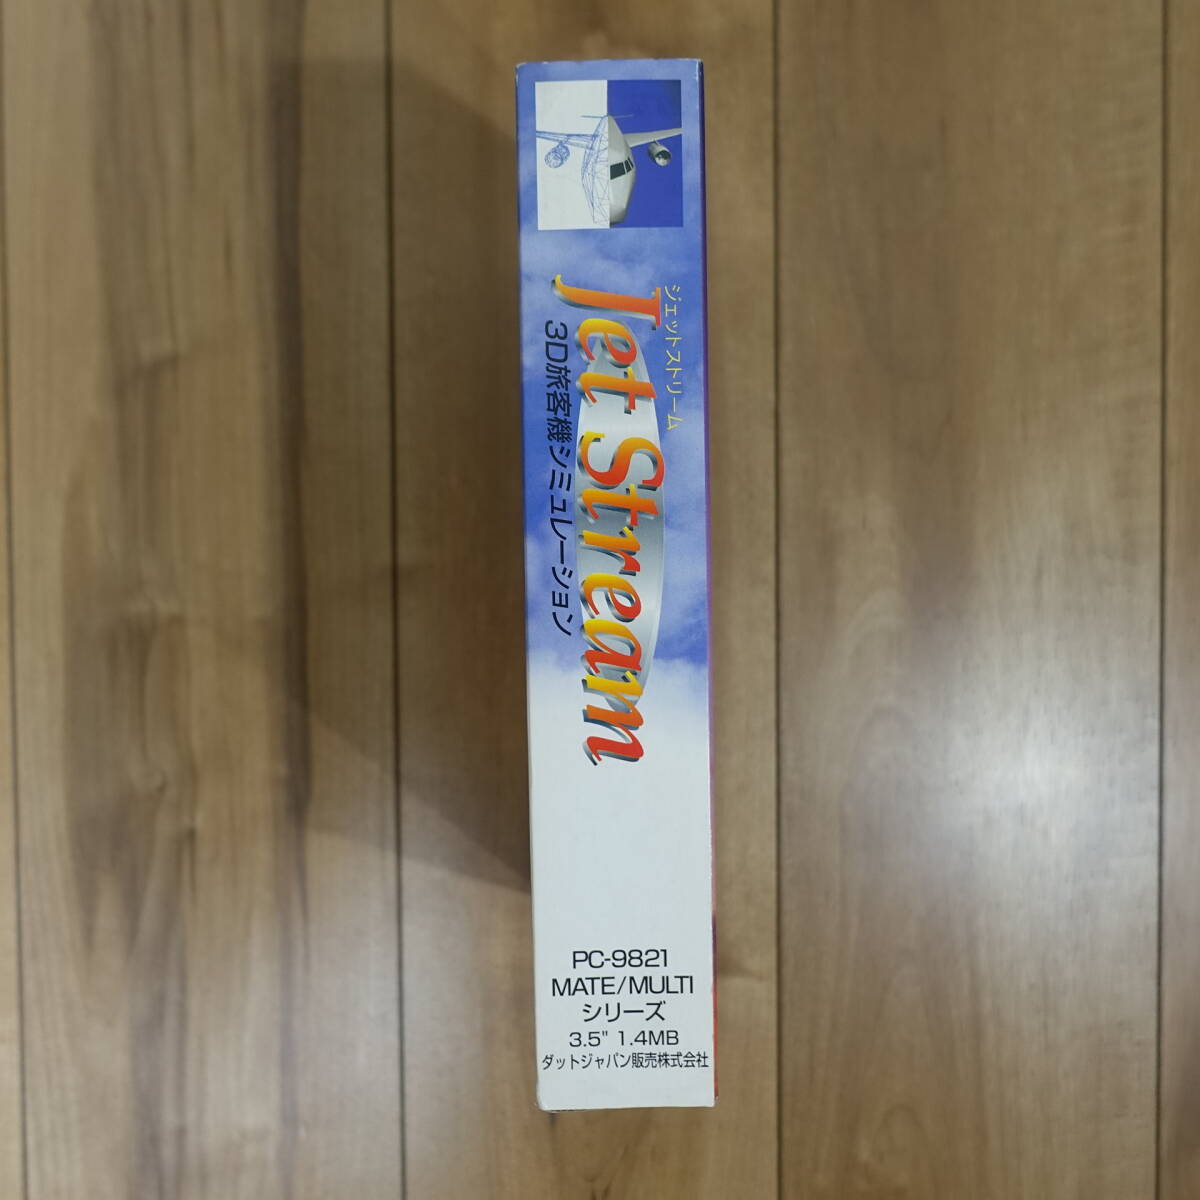 ジェットストリーム
Jet Stream
3D旅客機シミュレーション
PC-9821
MATE/MULTI
シリーズ
3.5" 1.4MB
ダットジャパン販売株式会社